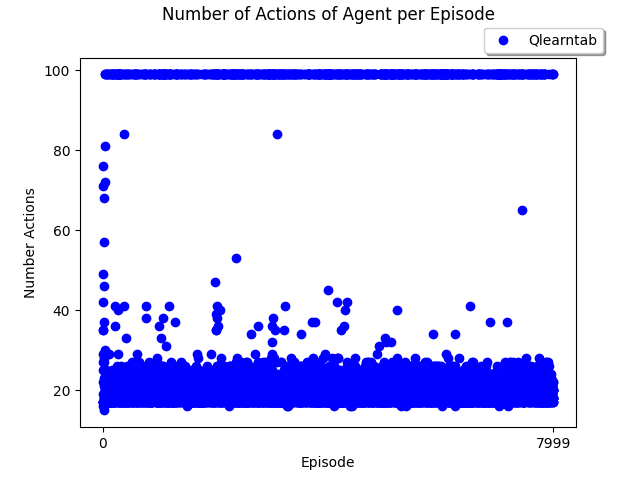 Number of Actions of Agent per Episode
Qlearntab
100
80
60
40
20
Number Actions
0
7999
Episode